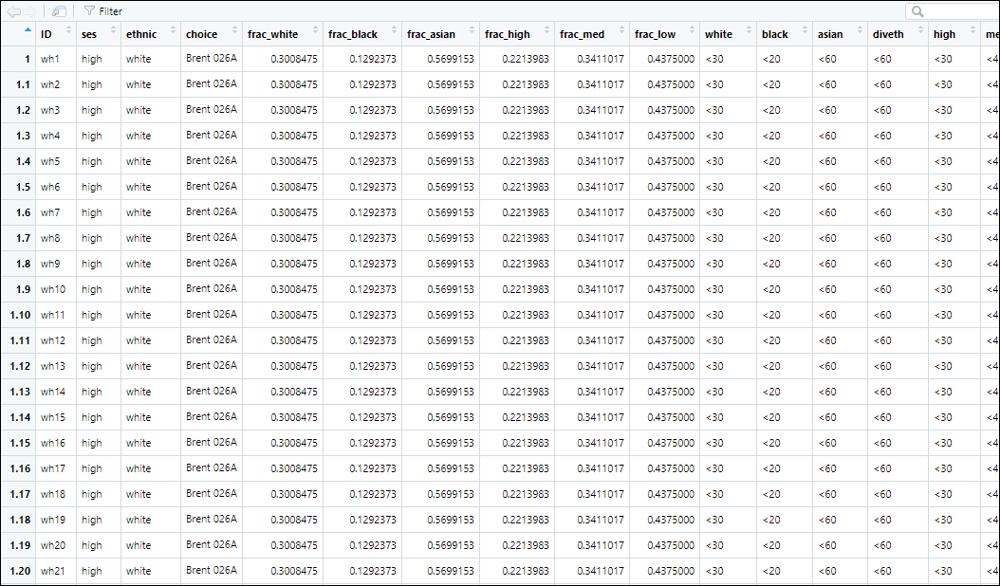 Filter
ID ses ethnic choice frac_white frac_black frac_asian frac_high frac_med frac_low white black asian diveth high me
1 wh1 high white Brent 026A 0.3008475 0.1292373 0.5699153 0.2213983 0.3411017 0.4375000 <30 <20 <60 <60 <30 <4
1.1 wh2 high white Brent 026A 0.3008475 0.1292373 0.5699153 0.2213983 0.3411017 0.4375000 <30 <20 <60 <60 <30 <4
1.2 wh3 high white Brent 026A 0.3008475 0.1292373 0.5699153 0.2213983 0.3411017 0.4375000 <30 <20 <60 <60 <30 <4
1.3 wh4 high white Brent 026A 0.3008475 0.1292373 0.5699153 0.2213983 0.3411017 0.4375000 <30 <20 <60 <60 <30 <4
1.4 wh5 high white Brent 026A 0.3008475 0.1292373 0.5699153 0.2213983 0.3411017 0.4375000 <30 <20 <60 <60 <30 <4
1.5 wh6 high white Brent 026A 0.3008475 0.1292373 0.5699153 0.2213983 0.3411017 0.4375000 <30 <20 <60 <60 <30 <4
1.6 wh7 high white Brent 026A 0.3008475 0.1292373 0.5699153 0.2213983 0.3411017 0.4375000 <30 <20 <60 <60 <30 <4
1.7 wh8 high white Brent 026A 0.3008475 0.1292373 0.5699153 0.2213983 0.3411017 0.4375000 <30 <20 <60 <60 <30 <4
1.8 wh9 high white Brent 026A 0.3008475 0.1292373 0.5699153 0.2213983 0.3411017 0.4375000 <30 <20 <60 <60 <30 <4
1.9 wh10 high white Brent 026A 0.3008475 0.1292373 0.5699153 0.2213983 0.3411017 0.4375000 <30 <20 <60 <60 <30 <4
1.10 wh11 high white Brent 026A 0.3008475 0.1292373 0.5699153 0.2213983 0.3411017 0.4375000 <30 <20 <60 <60 <30 <4
1.11 wh12 high white Brent 026A 0.3008475 0.1292373 0.5699153 0.2213983 0.3411017 0.4375000 <30 <20 <60 <60 <30 <4
1.12 wh13 high white Brent 026A 0.3008475 0.1292373 0.5699153 0.2213983 0.3411017 0.4375000 <30 <20 <60 <60 <30 <4
1.13 wh14 high white Brent 026A 0.3008475 0.1292373 0.5699153 0.2213983 0.3411017 0.4375000 <30 <20 <60 <60 <30 <4
1.14 wh15 high white Brent 026A 0.3008475 0.1292373 0.5699153 0.2213983 0.3411017 0.4375000 <30 <20 <60 <60 <30 <4
1.15 wh16 high white Brent 026A 0.3008475 0.1292373 0.5699153 0.2213983 0.3411017 0.4375000 <30 <20 <60 <60 <30 <4
1.16 wh17 high white Brent 026A 0.3008475 0.1292373 0.5699153 0.2213983 0.3411017 0.4375000 <30 <20 <60 <60 <30 <4
1.17 wh18 high white Brent 026A 0.3008475 0.1292373 0.5699153 0.2213983 0.3411017 0.4375000 <30 <20 <60 <60 <30 <4
1.18 wh19 high white Brent 026A 0.3008475 0.1292373 0.5699153 0.2213983 0.3411017 0.4375000 <30 <20 <60 <60 <30 <4
1.19 wh20 high white Brent 026A 0.3008475 0.1292373 0.5699153 0.2213983 0.3411017 0.4375000 <30 <20 <60 <60 <30 <4
1.20 wh21 high white Brent 026A 0.3008475 0.1292373 0.5699153 0.2213983 0.3411017 0.4375000 <30 <20 <60 <60 <30 <4